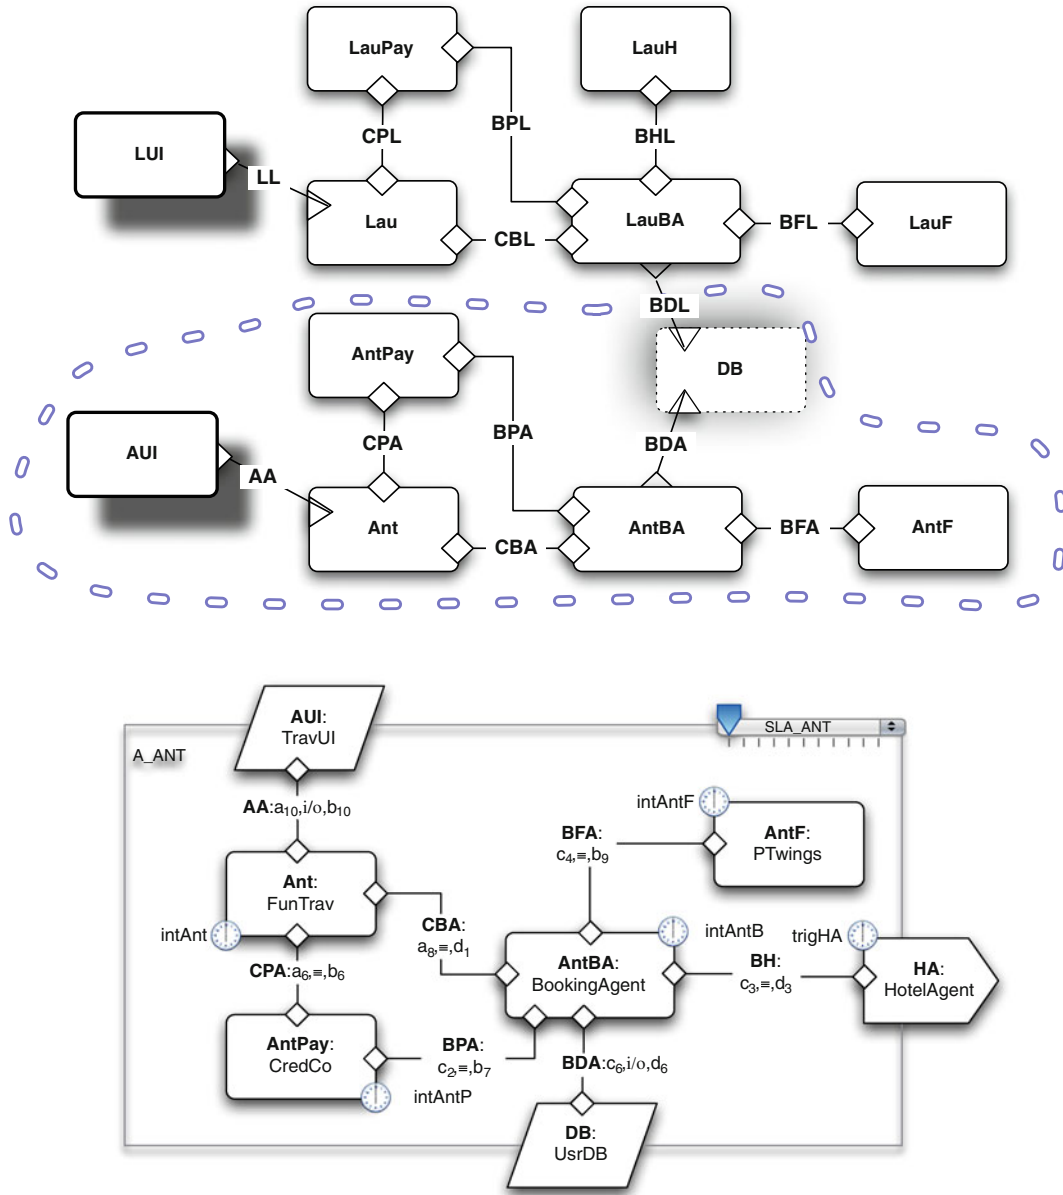 LauPay
LauH
CPL
BPL
BHL
LUI
LL
Lau
CBL
LauBA
BFL
LauF
BDL
AntPay
DB
CPA
BPA
BDA
AUI
AA
Ant
CBA
AntBA
BFA
AntF
AUI:
TravUI
SLA_ANT
A_ANT
AA:a10,i/o,b10
intAntF
BFA:
c4,≡,b9
AntF:
PTwings
Ant:
FunTrav
CBA:
a8,≡,d1
intAnt
intAntB
trigHA
CPA:a6,≡,b6
AntBA:
BookingAgent
BH:
c3,≡,d3
HA:
HotelAgent
AntPay:
CredCo
BPA:
c2,≡,b7
BDA:c6,i/o,d6
intAntP
DB:
UsrDB